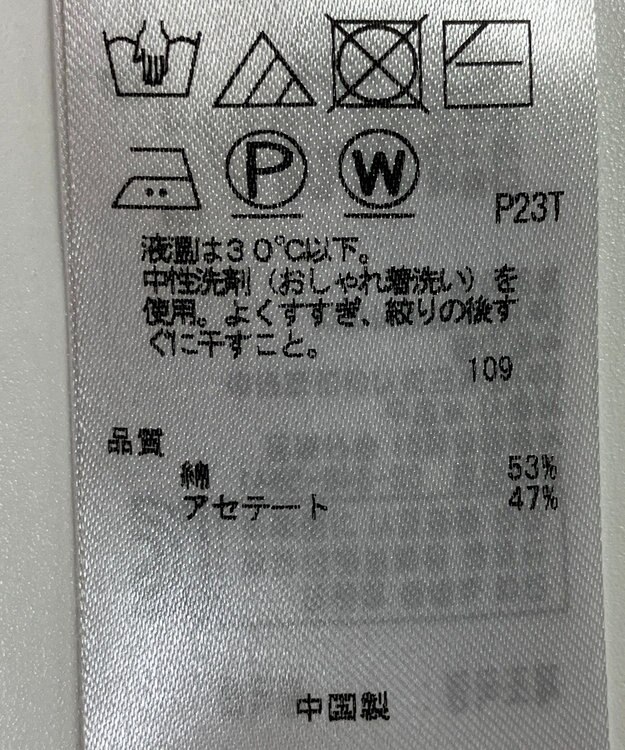 P W
P23T
液温は30℃以下。
中性洗剤（おしゃれ着洗い）を
使用。よくすすぎ、絞りの後す
ぐに干すこと。
109
品質
綿 53%
アセテート 47%
中国製